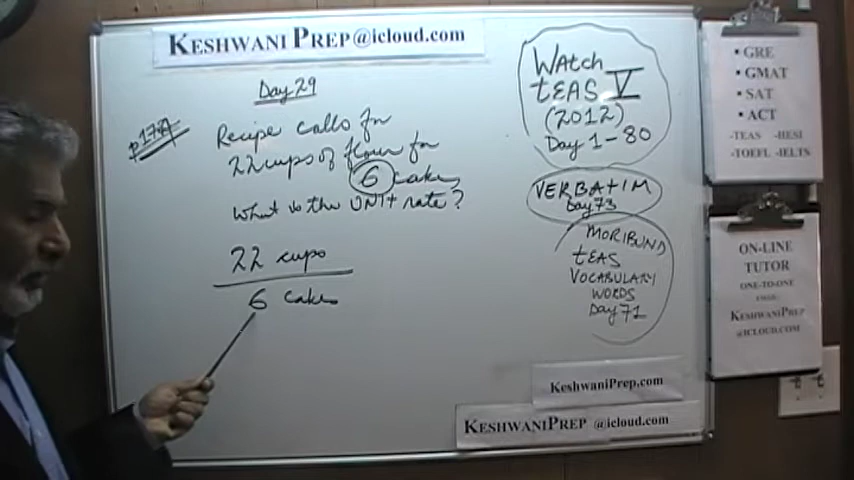 KESHWANI PREP@icloud.com
Day 29
Recipe calls for
22 cups of flour for
6 cakes
What is the UNIt rate?
22 cups
6 cakes
WAtch
tEAS V
(2012)
Day 1-80
VERBATIM
Day 73
MORIBUND
tEAS
VOCABULARY
WORDS
Day 71
• GRE
• GMAT
• SAT
• ACT
-TEAS -HESI
-TOEFL -IELTS
ON-LINE
TUTOR
ONE-TO-ONE
KESHWANIPREP
@ICLOUD.COM
KESHWANIPREP.COM
KESHWANIPREP @icloud.com